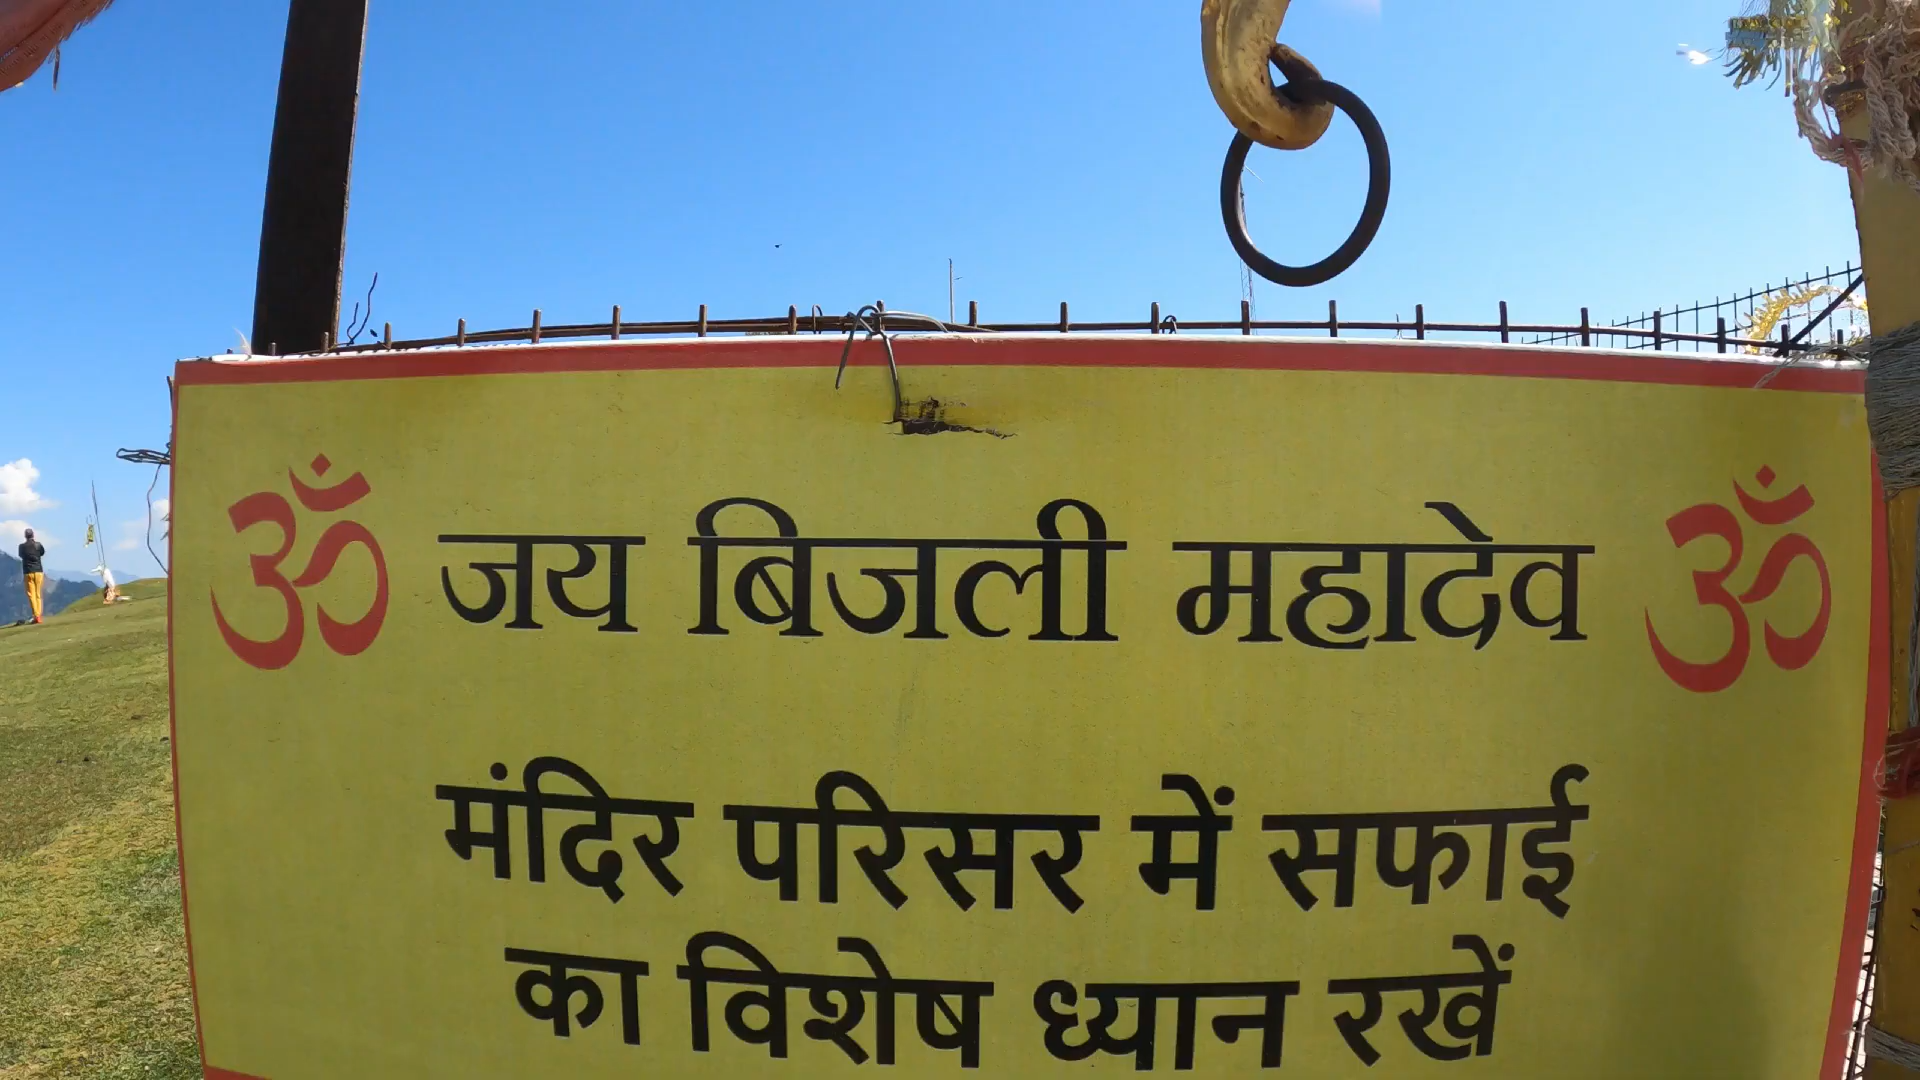 ॐ जय बिजली महादेव ॐ
मंदिर परिसर में सफाई
का विशेष ध्यान रखें